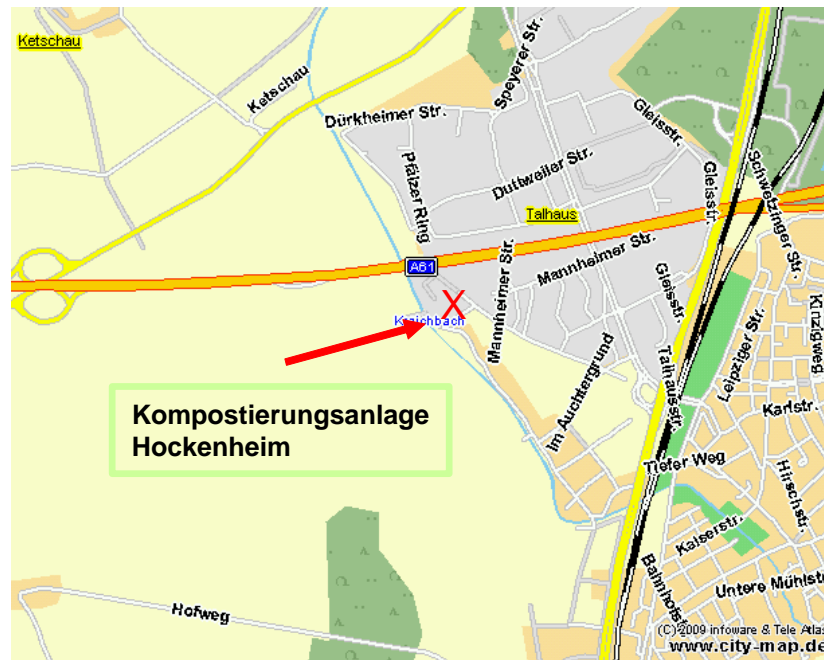 Ketschau
Ketschau
Speyerer Str.
Dürkheimer Str.
Gleisstr.
Pfälzer Ring
Duttweiler Str.
Gleisstr.
Schwetzinger Str.
Talhaus
A61
Mannheimer Str.
Mannheimer Str.
Gleisstr.
Kinzigweg
X
Kraichbach
Leipziger Str.
Talhausstr.
Im Auchtergrund
Karlstr.
Kompostierungsanlage
Hockenheim
Tiefer Weg
Hirschstr.
Kaiserstr.
Bahnhofst
Untere Mühlst
Hofweg
(C) 2009 infoware & Tele Atlas
www.city-map.de